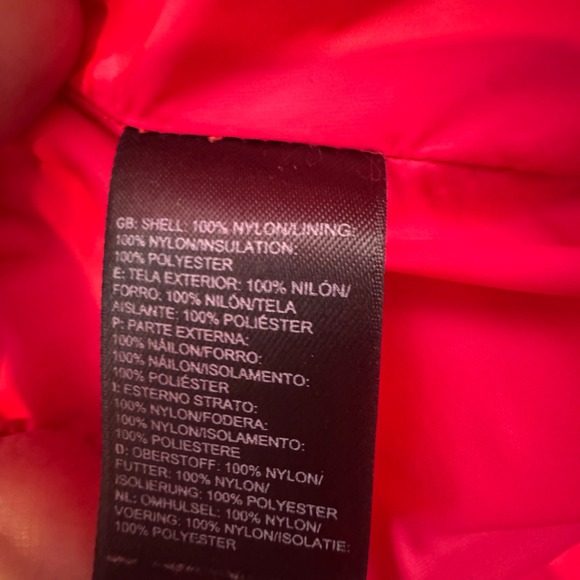 GB: SHELL: 100% NYLON/LINING:
100% NYLON/INSULATION:
100% POLYESTER
E: TELA EXTERIOR: 100% NILÓN/
FORRO: 100% NILÓN/TELA
AISLANTE: 100% POLIÉSTER
P: PARTE EXTERNA:
100% NÁILON/FORRO:
100% NÁILON/ISOLAMENTO:
100% POLIÉSTER
I: ESTERNO STRATO:
100% NYLON/FODERA:
100% NYLON/ISOLAMENTO:
100% POLIESTERE
D: OBERSTOFF: 100% NYLON/
FUTTER: 100% NYLON/
ISOLIERUNG: 100% POLYESTER
NL: OMHULSEL: 100% NYLON/
VOERING: 100% NYLON/ISOLATIE:
100% POLYESTER